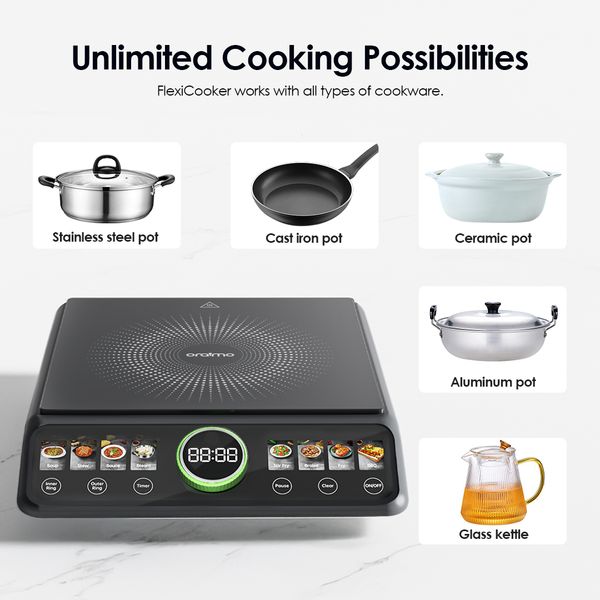 Unlimited Cooking Possibilities
FlexiCooker works with all types of cookware.
Stainless steel pot
Cast iron pot
Ceramic pot
Aluminum pot
Glass kettle
oraimo
Soup
Stew
Saute
Steam
88:88
Stir Fry
Braise
Fry
BBQ
Inner Ring
Outer Ring
Timer
Pause
Clear
ON/OFF